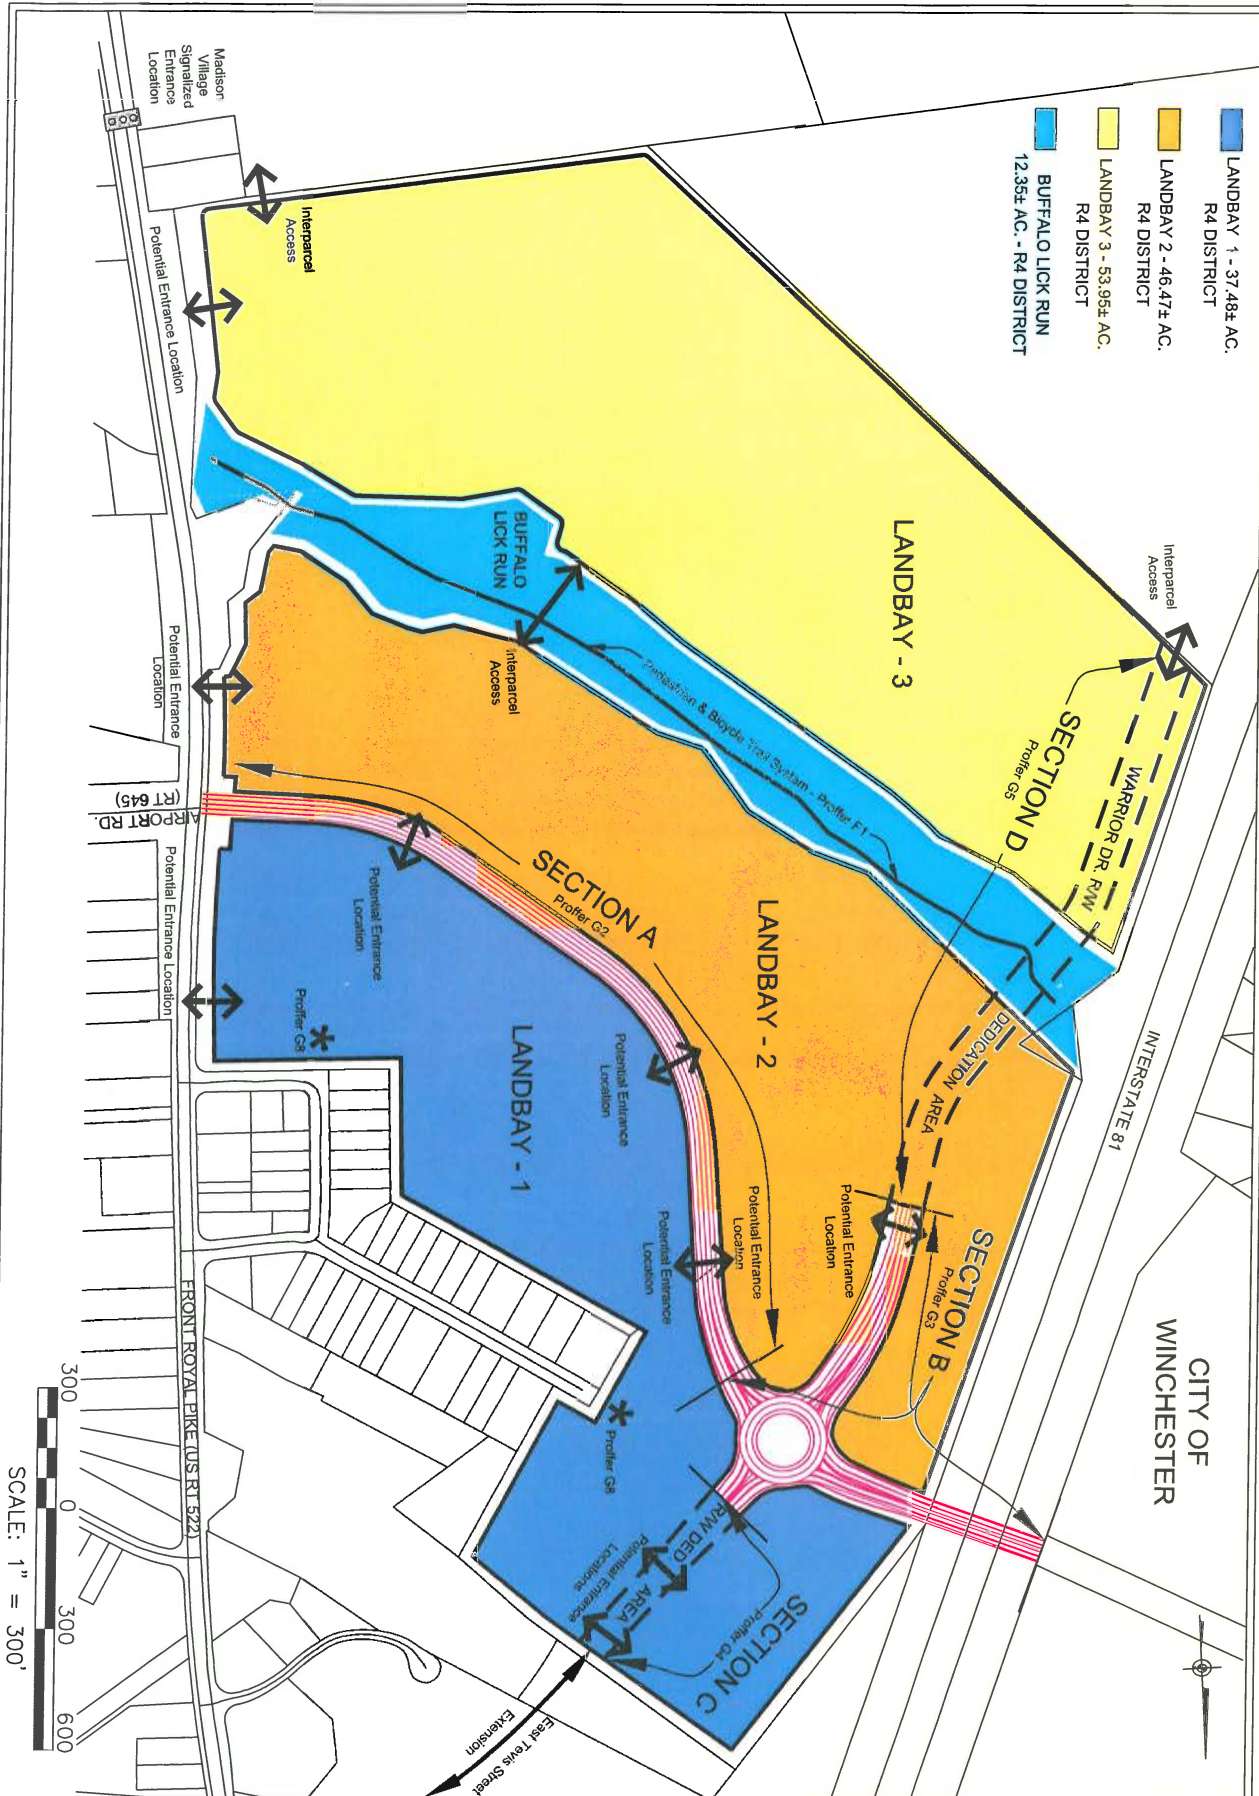 LANDBAY 1 - 37.48± AC.
R4 DISTRICT
LANDBAY 2 - 46.47± AC.
R4 DISTRICT
LANDBAY 3 - 53.95± AC.
R4 DISTRICT
BUFFALO LICK RUN
12.35± AC. - R4 DISTRICT
CITY OF
WINCHESTER
INTERSTATE 81
Interparcel
Access
WARRIOR DR. R/W
DEDICATION AREA
SECTION D
Proffer G5
LANDBAY - 3
SECTION B
Proffer G3
Potential Entrance
Location
Potential Entrance
Location
LANDBAY - 2
Pedestrian & Bicycle Trail System - Proffer F1
BUFFALO
LICK RUN
Interparcel
Access
SECTION A
Proffer G2
SECTION C
Proffer G4
R/W DED
AREA
Potential Entrance
Locations
Proffer G8
Potential Entrance
Location
Potential Entrance
Location
LANDBAY - 1
Potential Entrance
Location
Proffer G8
Interparcel
Access
Madison
Village
Signalized
Entrance
Location
Potential Entrance Location
Potential Entrance
Location
AIRPORT RD.
(RT 645)
Potential Entrance Location
FRONT ROYAL PIKE (US RT 522)
East Tevis Street
Extension
300
0
300
600
SCALE: 1" = 300'